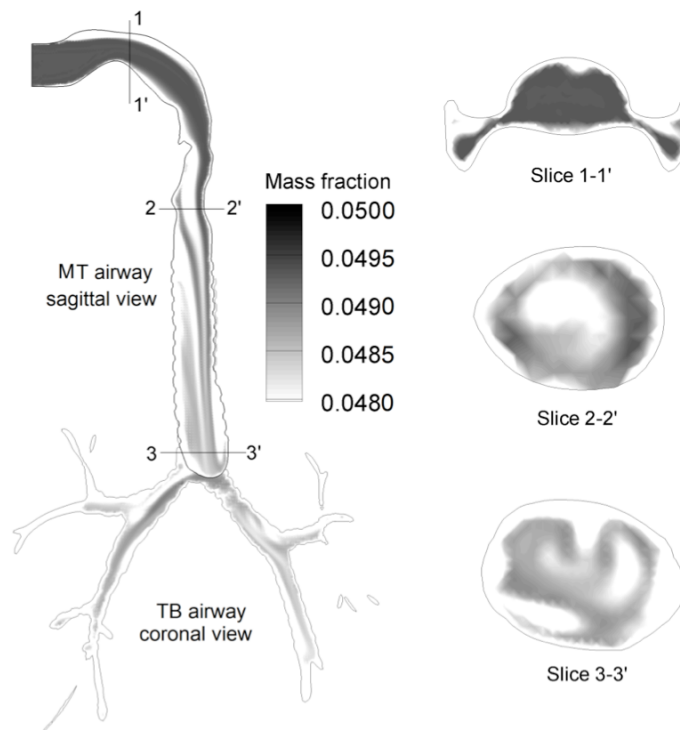 1
1'
Slice 1-1'
Mass fraction
0.0500
0.0495
0.0490
0.0485
0.0480
2
2'
MT airway
sagittal view
Slice 2-2'
3
3'
TB airway
coronal view
Slice 3-3'